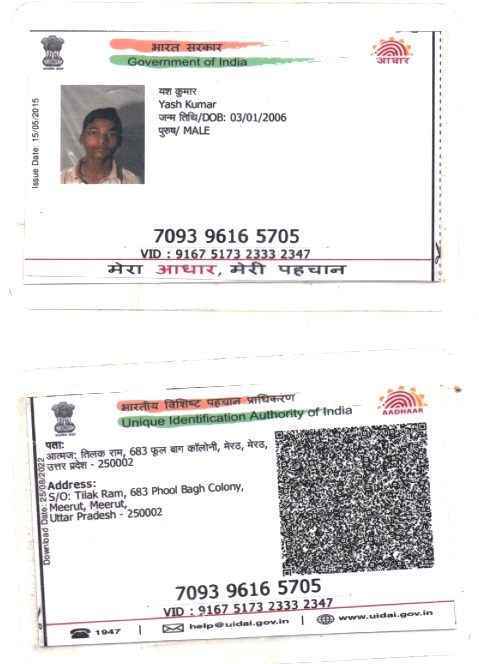 भारत सरकार
Government of India
आधार
Issue Date: 15/05/2015
यश कुमार
Yash Kumar
जन्म तिथि/DOB: 03/01/2006
पुरुष/ MALE
7093 9616 5705
VID : 9167 5173 2333 2347
मेरा आधार, मेरी पहचान
भारतीय विशिष्ट पहचान प्राधिकरण
Unique Identification Authority of India
AADHAAR
Download Date: 25/08/2022
पता:
आत्मज: तिलक राम, 683 फूल बाग कॉलोनी, मेरठ, मेरठ,
उत्तर प्रदेश - 250002
Address:
S/O: Tilak Ram, 683 Phool Bagh Colony,
Meerut, Meerut,
Uttar Pradesh - 250002
7093 9616 5705
VID : 9167 5173 2333 2347
1947 | help@uidai.gov.in | www.uidai.gov.in